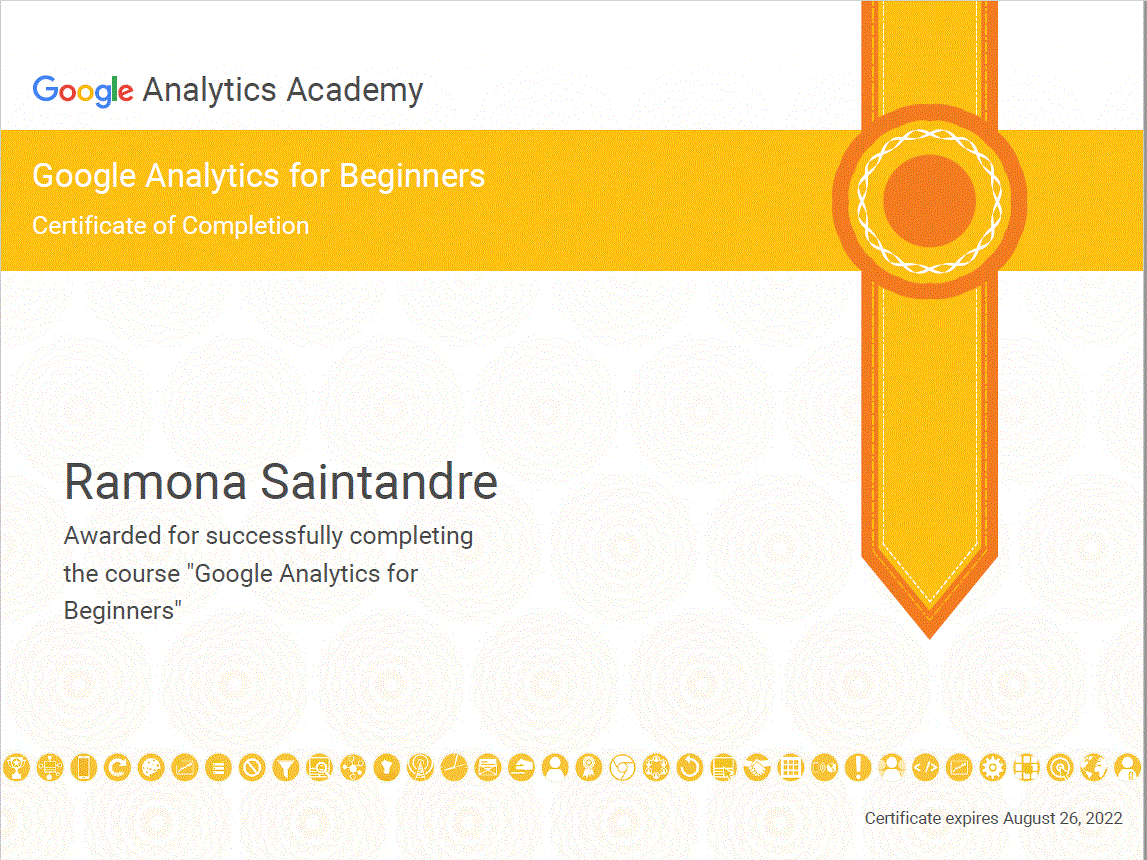 Google Analytics Academy
Google Analytics for Beginners
Certificate of Completion
Ramona Saintandre
Awarded for successfully completing
the course "Google Analytics for
Beginners"
Certificate expires August 26, 2022